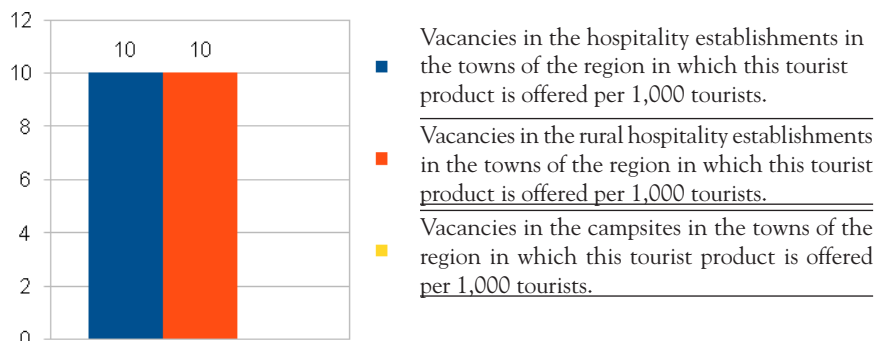 12
10
8
6
4
2
0
10 10
Vacancies in the hospitality establishments in
the towns of the region in which this tourist
product is offered per 1,000 tourists.
Vacancies in the rural hospitality establishments
in the towns of the region in which this tourist
product is offered per 1,000 tourists.
Vacancies in the campsites in the towns of the
region in which this tourist product is offered
per 1,000 tourists.